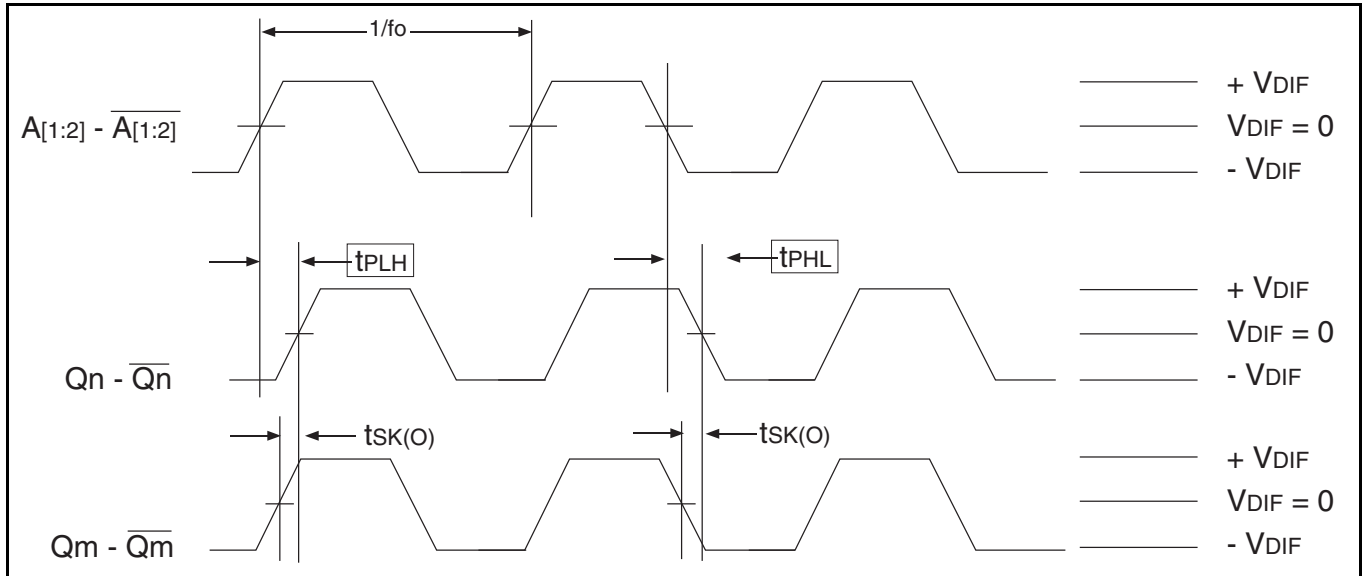 1/fo
A[1:2] - A[1:2]
+ VDIF
VDIF = 0
- VDIF
tPLH
tPHL
Qn - Qn
+ VDIF
VDIF = 0
- VDIF
tSK(O)
tSK(O)
Qm - Qm
+ VDIF
VDIF = 0
- VDIF